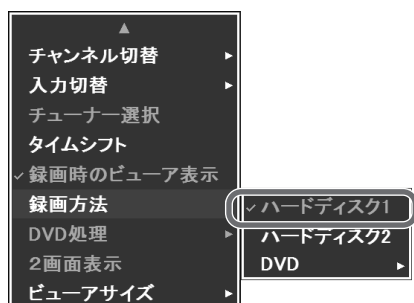 チャンネル切替
入力切替
チューナー選択
タイムシフト
録画時のビューア表示
録画方法
ハードディスク1
DVD処理
ハードディスク2
2画面表示
DVD
ビューアサイズ